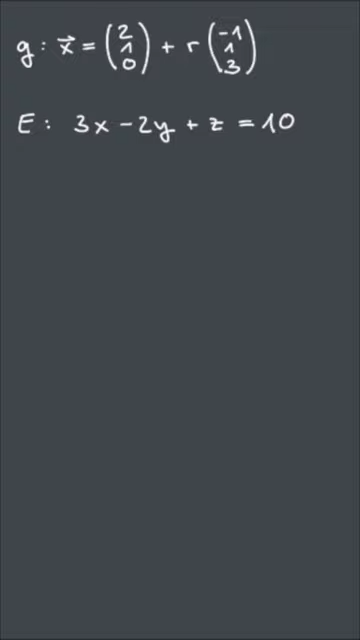 g: x⃗ = (2 1 0) + r (-1 1 3)
E: 3x - 2y + z = 10